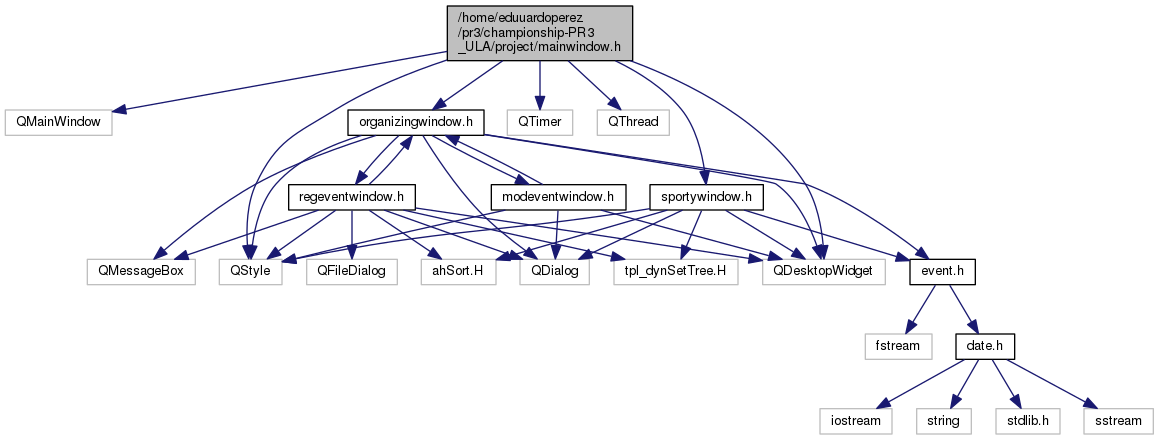 /home/eduuardoperez
/pr3/championship-PR3
_ULA/project/mainwindow.h
QMainWindow
organizingwindow.h
QTimer
QThread
regeventwindow.h
modeventwindow.h
sportywindow.h
QMessageBox
QStyle
QFileDialog
ahSort.H
QDialog
tpl_dynSetTree.H
QDesktopWidget
event.h
fstream
date.h
iostream
string
stdlib.h
sstream